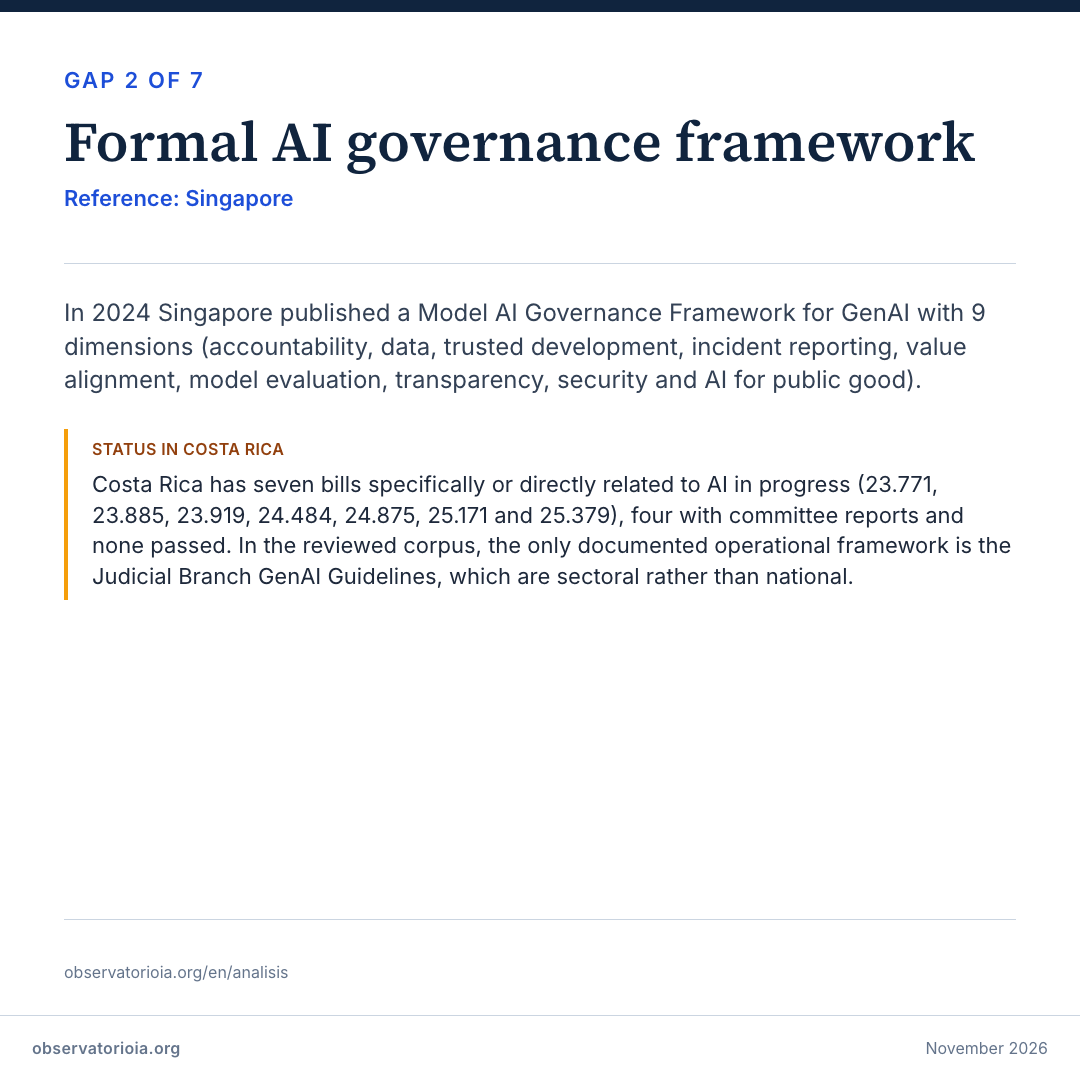 GAP 2 OF 7
Formal AI governance framework
Reference: Singapore
In 2024 Singapore published a Model AI Governance Framework for GenAI with 9
dimensions (accountability, data, trusted development, incident reporting, value
alignment, model evaluation, transparency, security and AI for public good).
STATUS IN COSTA RICA
Costa Rica has seven bills specifically or directly related to AI in progress (23.771,
23.885, 23.919, 24.484, 24.875, 25.171 and 25.379), four with committee reports and
none passed. In the reviewed corpus, the only documented operational framework is the
Judicial Branch GenAI Guidelines, which are sectoral rather than national.
observatorioia.org/en/analisis
observatorioia.org
November 2026